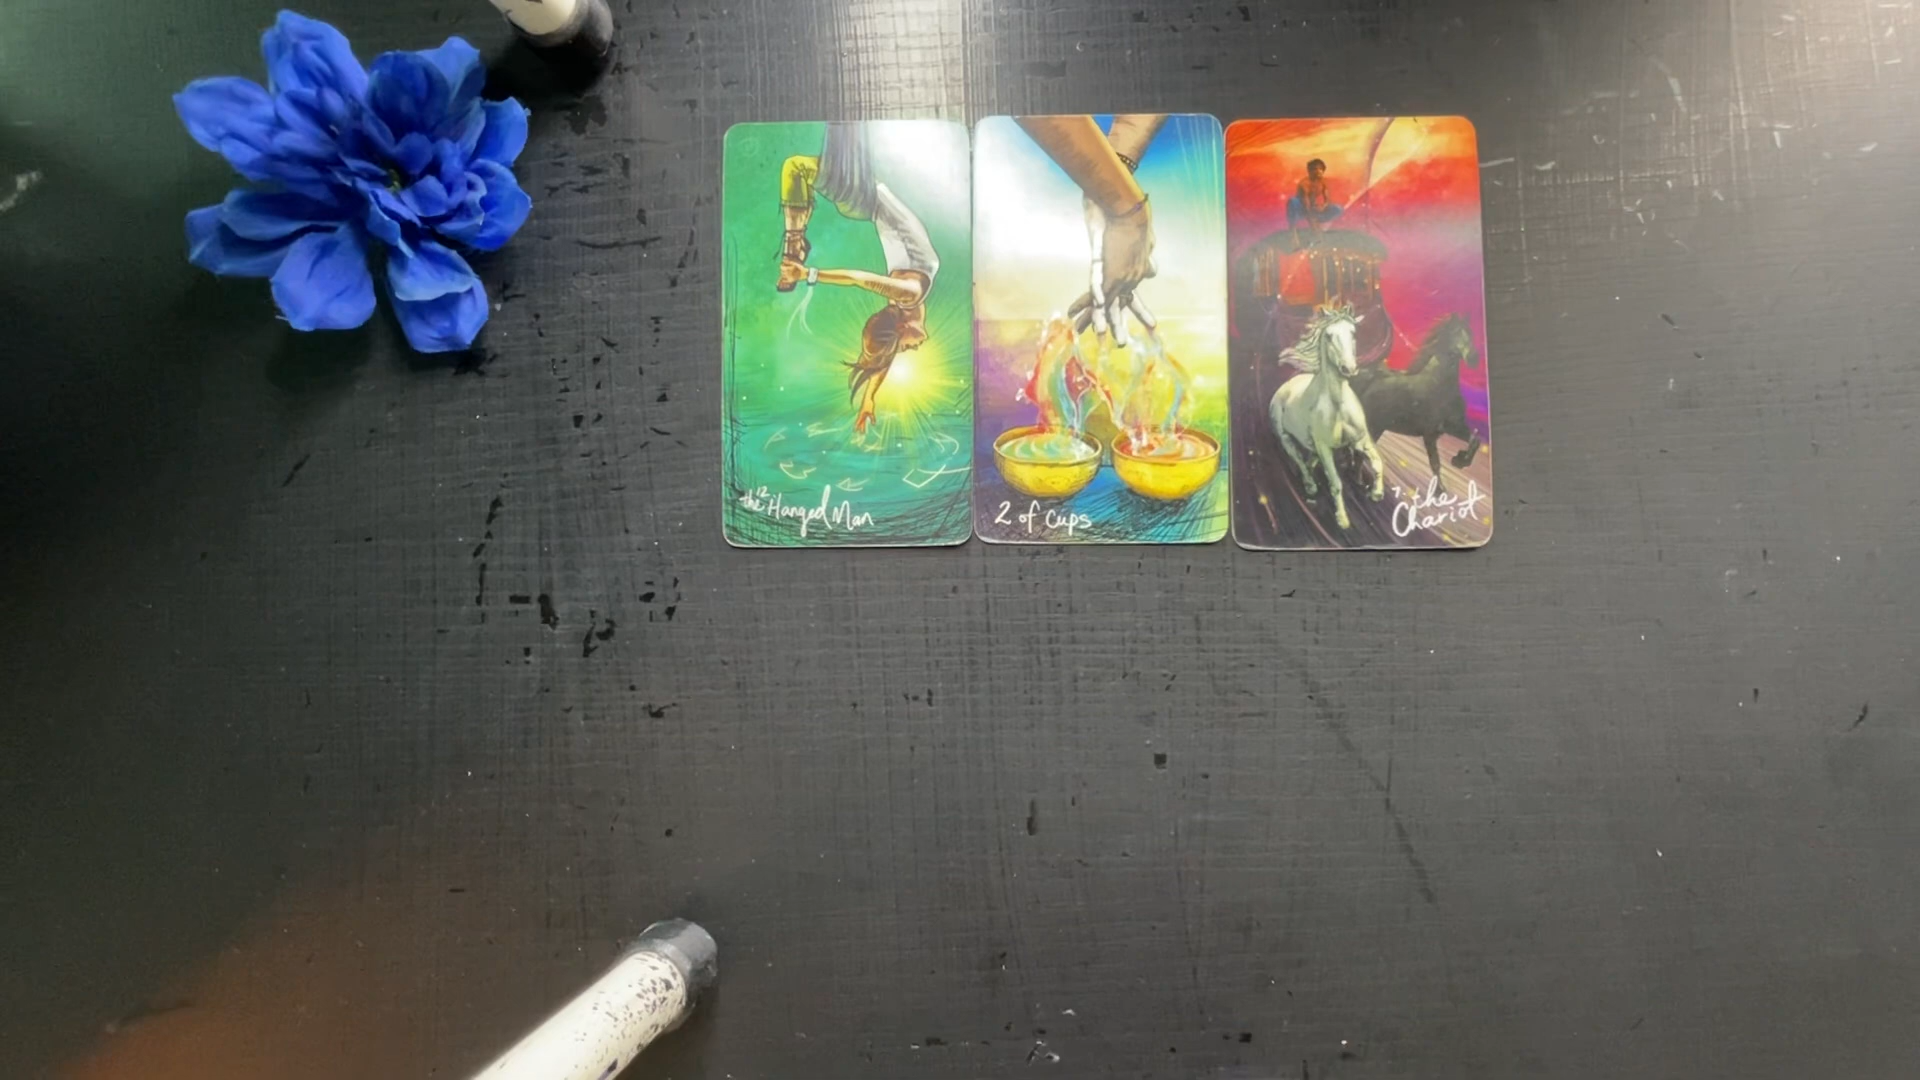 12
the Hanged Man
2 of cups
7. the
Chariot